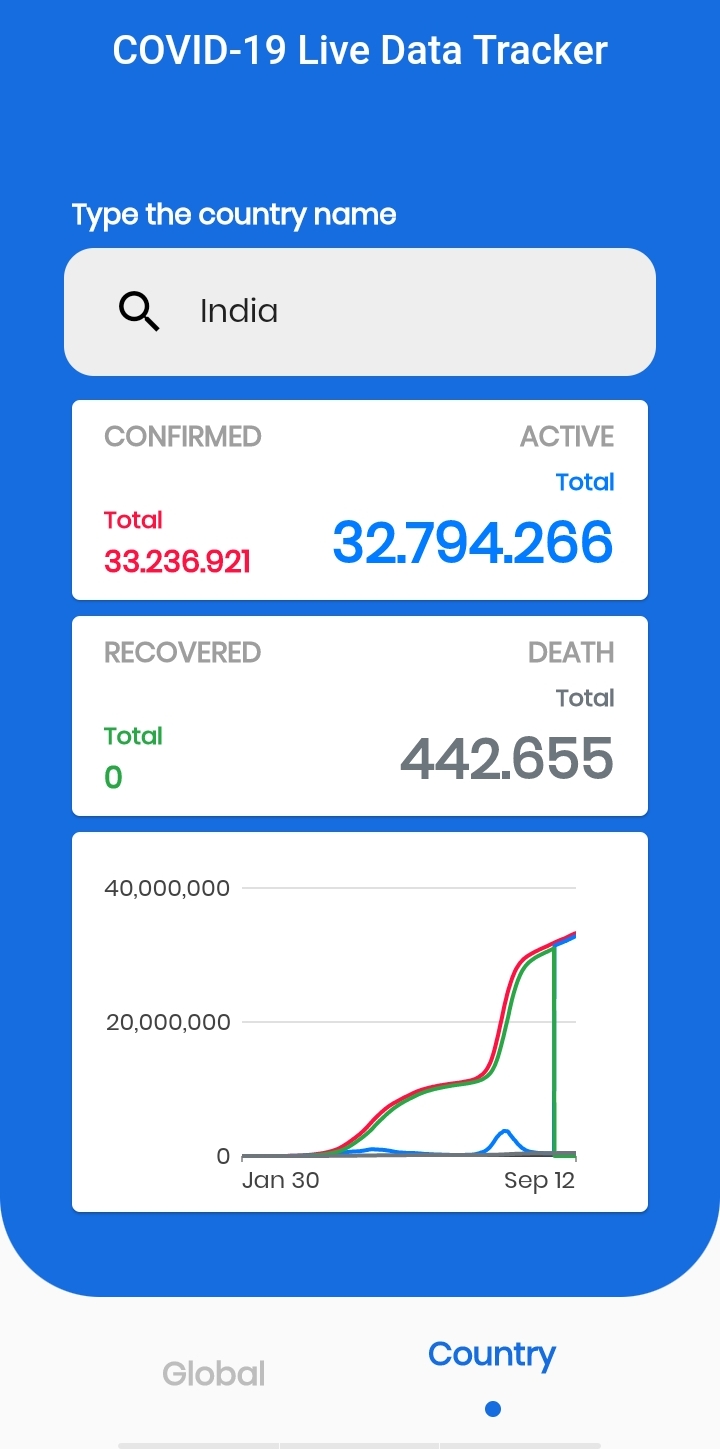 COVID-19 Live Data Tracker
Type the country name
India
CONFIRMED
ACTIVE
Total
Total
33.236.921
32.794.266
RECOVERED
DEATH
Total
Total
0
442.655
40,000,000
20,000,000
0
Jan 30
Sep 12
Global
Country